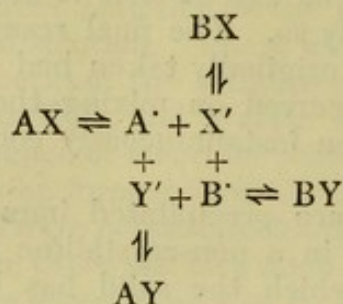 BX
⥮
AX ⇌ A˙ + X′
+ +
Y′ + B˙ ⇌ BY
⥮
AY